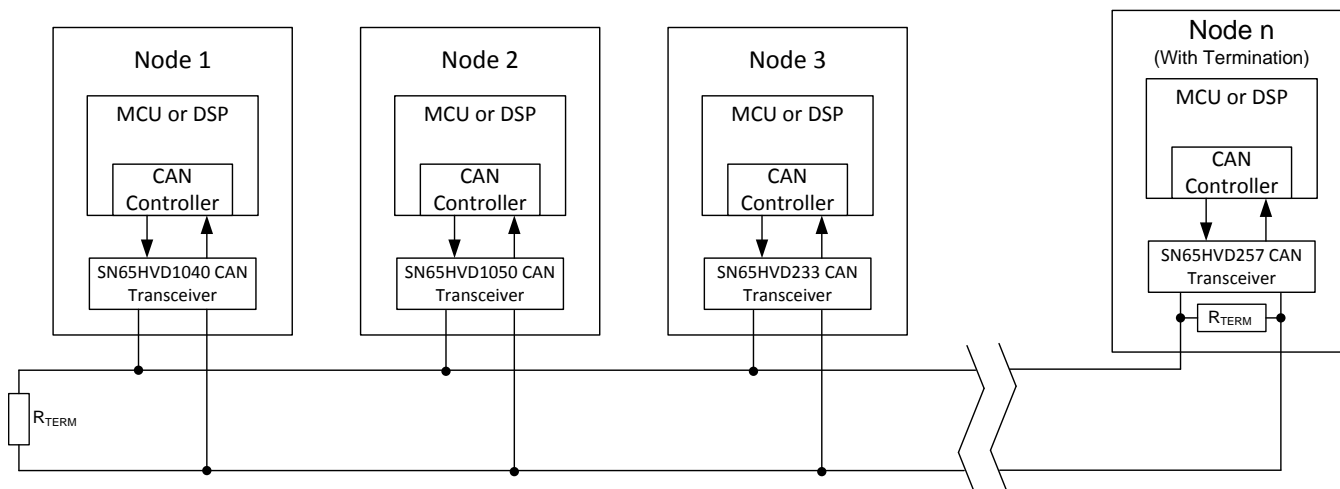 Node 1
MCU or DSP
CAN
Controller
SN65HVD1040 CAN
Transceiver
Node 2
MCU or DSP
CAN
Controller
SN65HVD1050 CAN
Transceiver
Node 3
MCU or DSP
CAN
Controller
SN65HVD233 CAN
Transceiver
Node n
(With Termination)
MCU or DSP
CAN
Controller
SN65HVD257 CAN
Transceiver
RTERM
RTERM